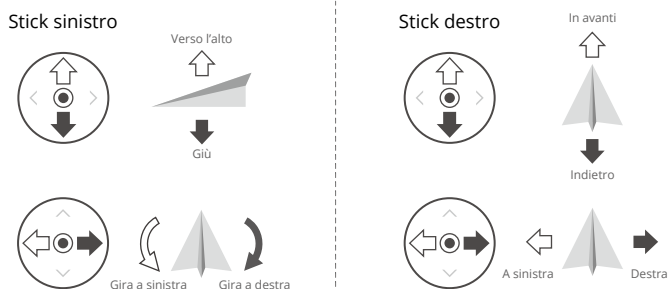 Stick sinistro
Verso l'alto
Giù
Gira a sinistra
Gira a destra
Stick destro
In avanti
Indietro
A sinistra
Destra